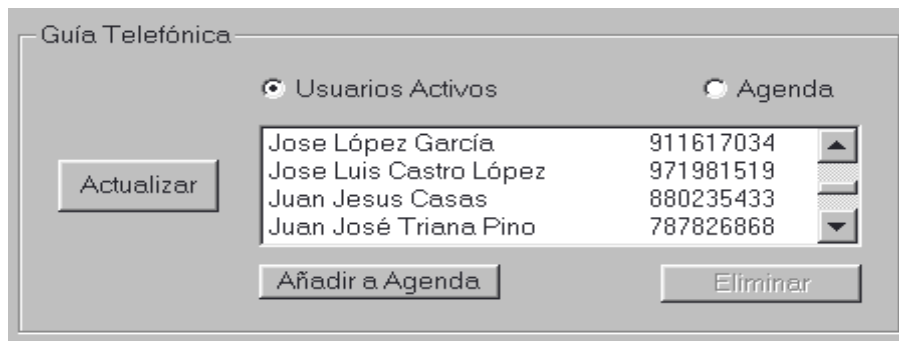 Guía Telefónica
Usuarios Activos Agenda
Jose López García 911617034
Jose Luis Castro López 971981519
Actualizar
Juan Jesus Casas 880235433
Juan José Triana Pino 787826868
Añadir a Agenda Eliminar